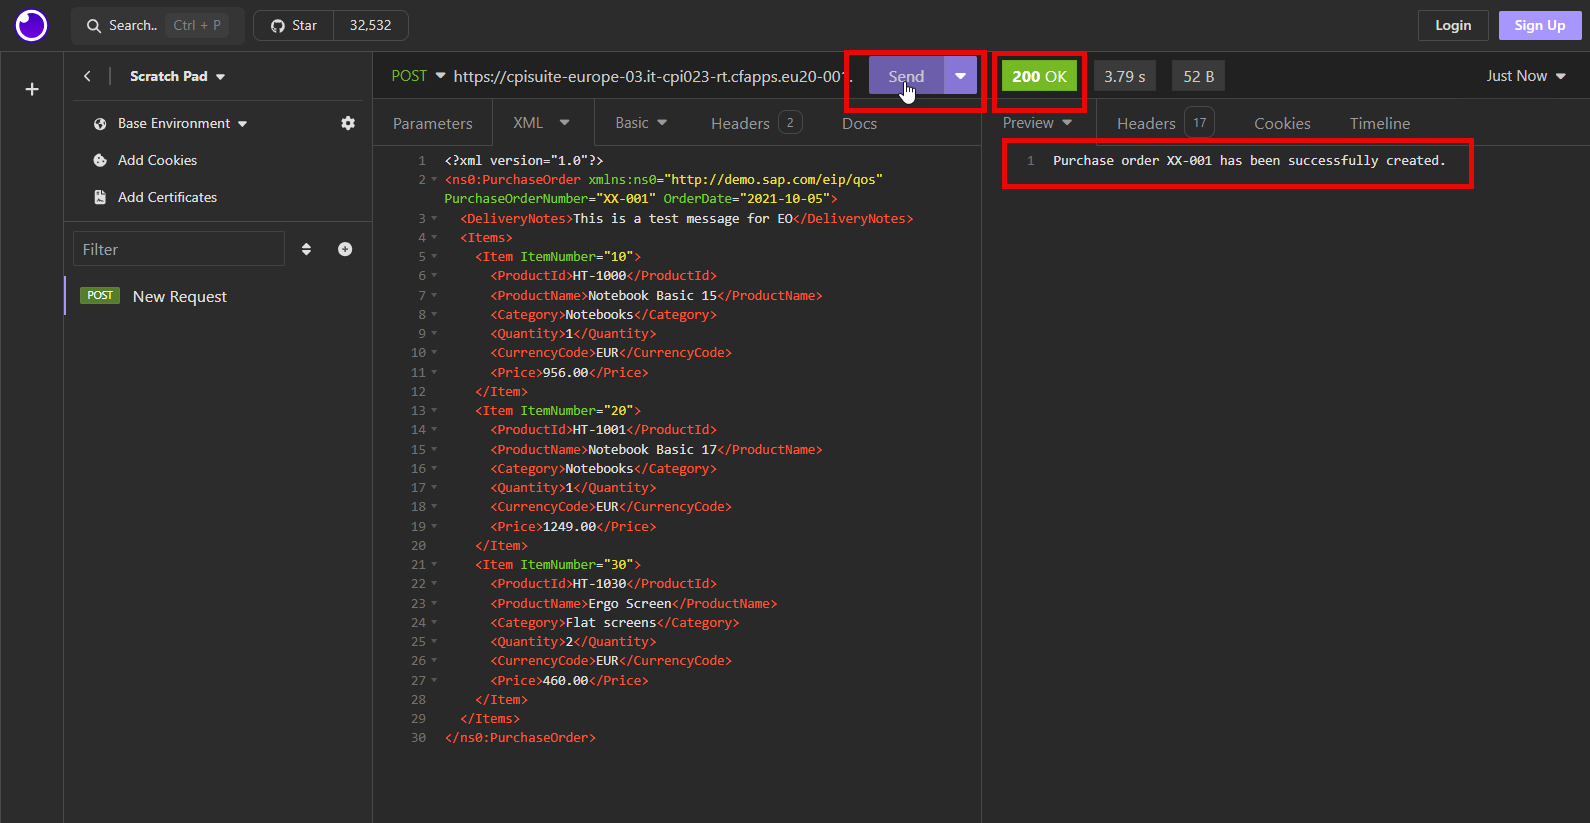 Search.. Ctrl + P Star 32,532 Login Sign Up
Scratch Pad
Base Environment
Add Cookies
Add Certificates
Filter
POST New Request
POST https://cpisuite-europe-03.it-cpi023-rt.cfapps.eu20-001. Send
Parameters XML Basic Headers 2 Docs
1 <?xml version="1.0"?>
2 <ns0:PurchaseOrder xmlns:ns0="http://demo.sap.com/eip/qos"
PurchaseOrderNumber="XX-001" OrderDate="2021-10-05">
3 <DeliveryNotes>This is a test message for EO</DeliveryNotes>
4 <Items>
5 <Item ItemNumber="10">
6 <ProductId>HT-1000</ProductId>
7 <ProductName>Notebook Basic 15</ProductName>
8 <Category>Notebooks</Category>
9 <Quantity>1</Quantity>
10 <CurrencyCode>EUR</CurrencyCode>
11 <Price>956.00</Price>
12 </Item>
13 <Item ItemNumber="20">
14 <ProductId>HT-1001</ProductId>
15 <ProductName>Notebook Basic 17</ProductName>
16 <Category>Notebooks</Category>
17 <Quantity>1</Quantity>
18 <CurrencyCode>EUR</CurrencyCode>
19 <Price>1249.00</Price>
20 </Item>
21 <Item ItemNumber="30">
22 <ProductId>HT-1030</ProductId>
23 <ProductName>Ergo Screen</ProductName>
24 <Category>Flat screens</Category>
25 <Quantity>2</Quantity>
26 <CurrencyCode>EUR</CurrencyCode>
27 <Price>460.00</Price>
28 </Item>
29 </Items>
30 </ns0:PurchaseOrder>
200 OK 3.79 s 52 B Just Now
Preview Headers 17 Cookies Timeline
1 Purchase order XX-001 has been successfully created.